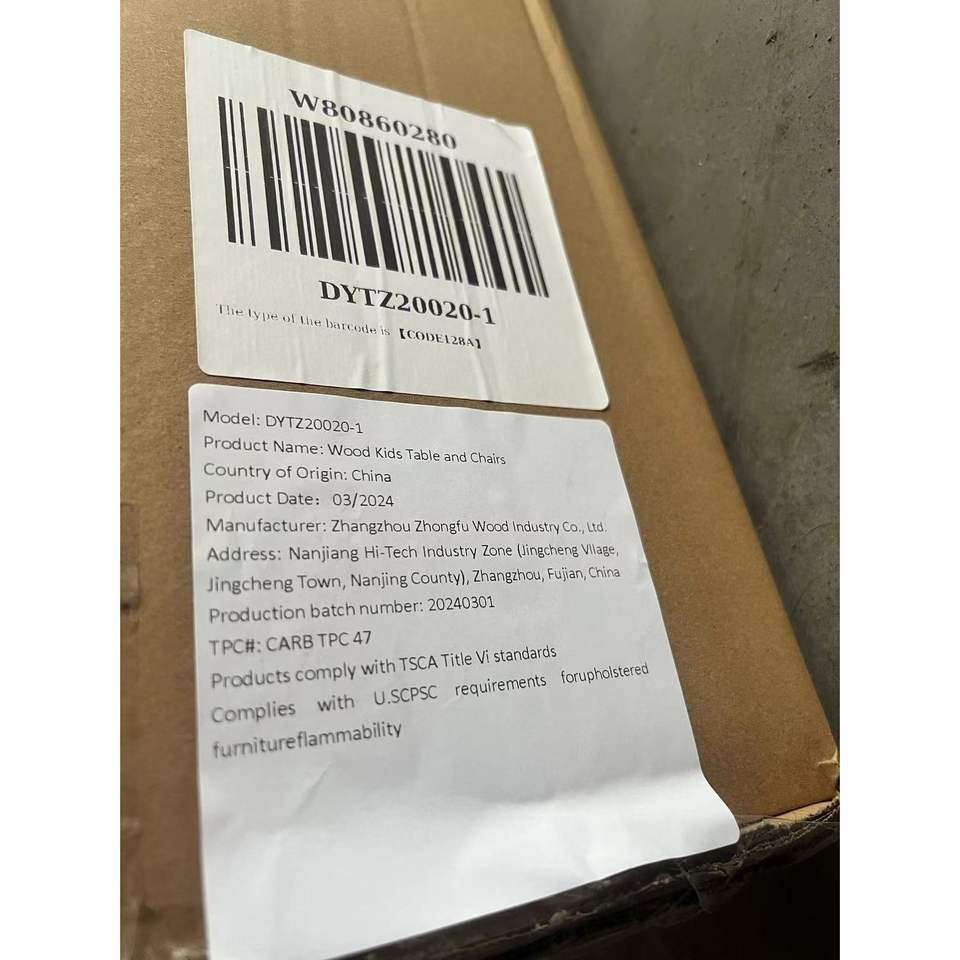 W80860280
DYTZ20020-1
The type of the barcode is 【CODE128A】
Model: DYTZ20020-1
Product Name: Wood Kids Table and Chairs
Country of Origin: China
Product Date: 03/2024
Manufacturer: Zhangzhou Zhongfu Wood Industry Co., Ltd.
Address: Nanjiang Hi-Tech Industry Zone (Jingcheng Vllage,
Jingcheng Town, Nanjing County), Zhangzhou, Fujian, China
Production batch number: 20240301
TPC#: CARB TPC 47
Products comply with TSCA Title Vi standards
Complies with U.SCPSC requirements forupholstered
furnitureflammability